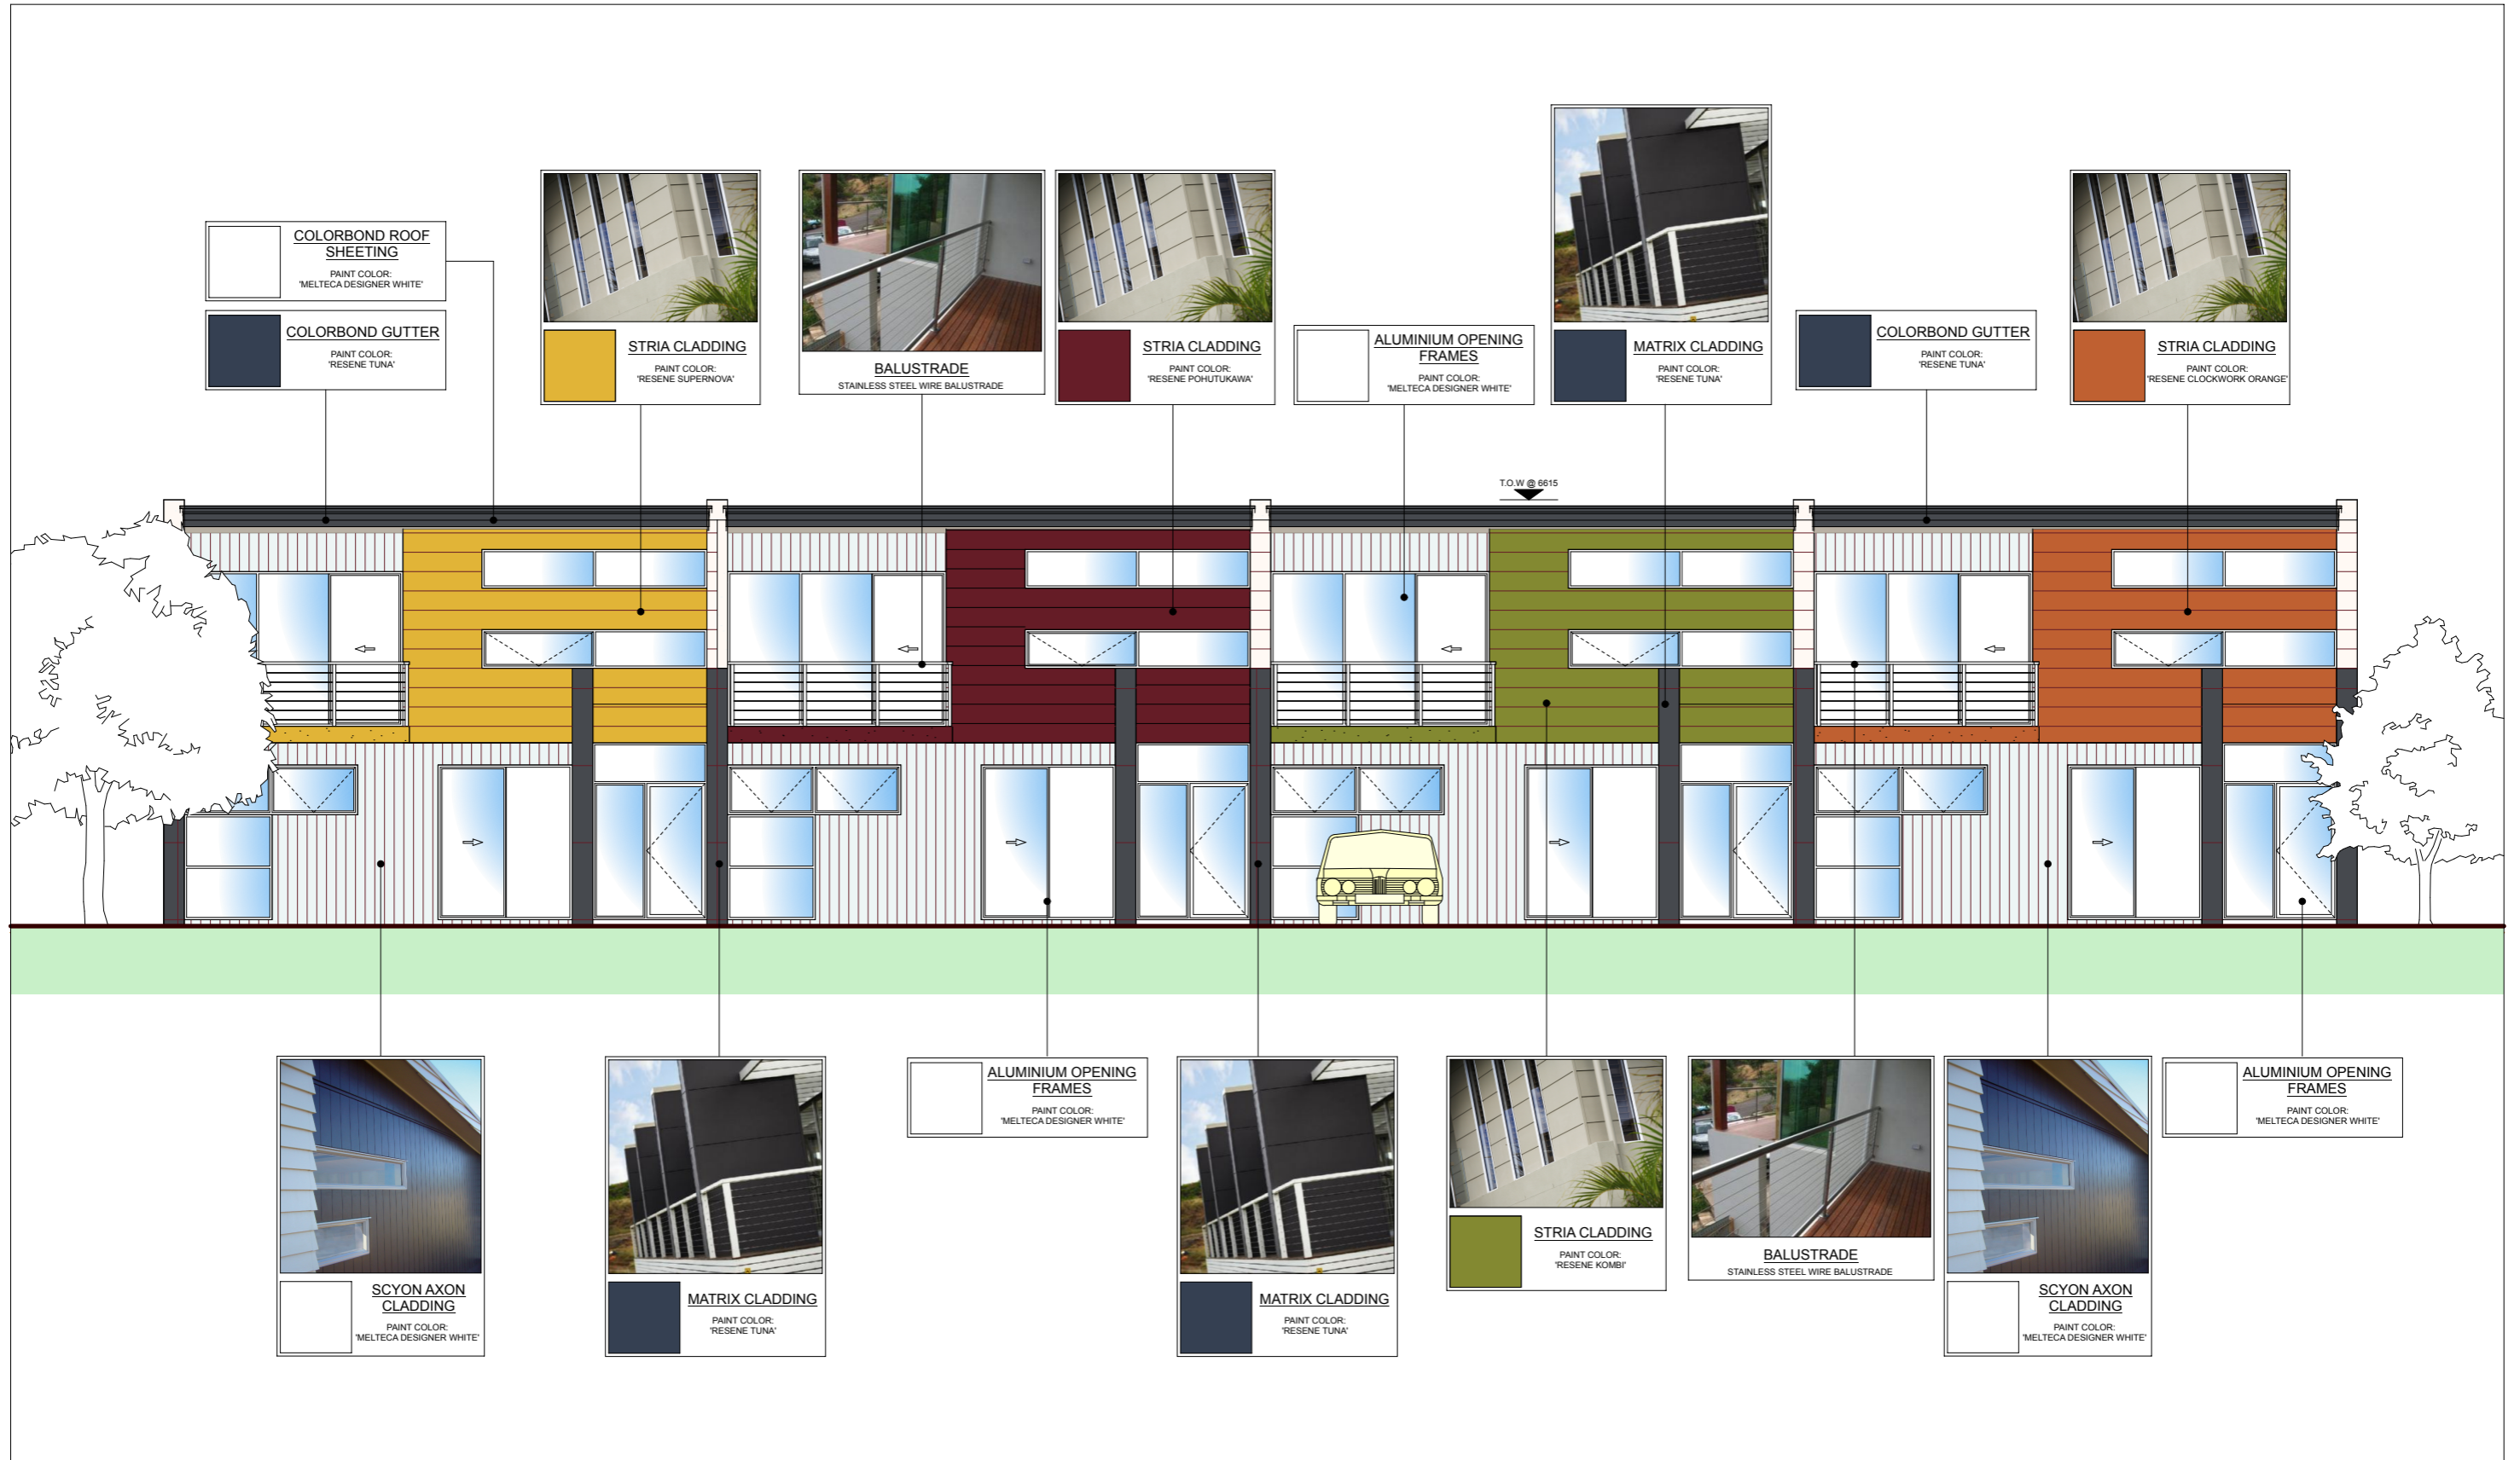 COLORBOND ROOF
SHEETING
PAINT COLOR:
'MELTECA DESIGNER WHITE'
COLORBOND GUTTER
PAINT COLOR:
'RESENE TUNA'
STRIA CLADDING
PAINT COLOR:
'RESENE SUPERNOVA'
BALUSTRADE
STAINLESS STEEL WIRE BALUSTRADE
STRIA CLADDING
PAINT COLOR:
'RESENE POHUTUKAWA'
ALUMINIUM OPENING
FRAMES
PAINT COLOR:
'MELTECA DESIGNER WHITE'
MATRIX CLADDING
PAINT COLOR:
'RESENE TUNA'
COLORBOND GUTTER
PAINT COLOR:
'RESENE TUNA'
STRIA CLADDING
PAINT COLOR:
'RESENE CLOCKWORK ORANGE'
T.O.W @ 6615
SCYON AXON
CLADDING
PAINT COLOR:
'MELTECA DESIGNER WHITE'
MATRIX CLADDING
PAINT COLOR:
'RESENE TUNA'
ALUMINIUM OPENING
FRAMES
PAINT COLOR:
'MELTECA DESIGNER WHITE'
MATRIX CLADDING
PAINT COLOR:
'RESENE TUNA'
STRIA CLADDING
PAINT COLOR:
'RESENE KOMBI'
BALUSTRADE
STAINLESS STEEL WIRE BALUSTRADE
SCYON AXON
CLADDING
PAINT COLOR:
'MELTECA DESIGNER WHITE'
ALUMINIUM OPENING
FRAMES
PAINT COLOR:
'MELTECA DESIGNER WHITE'